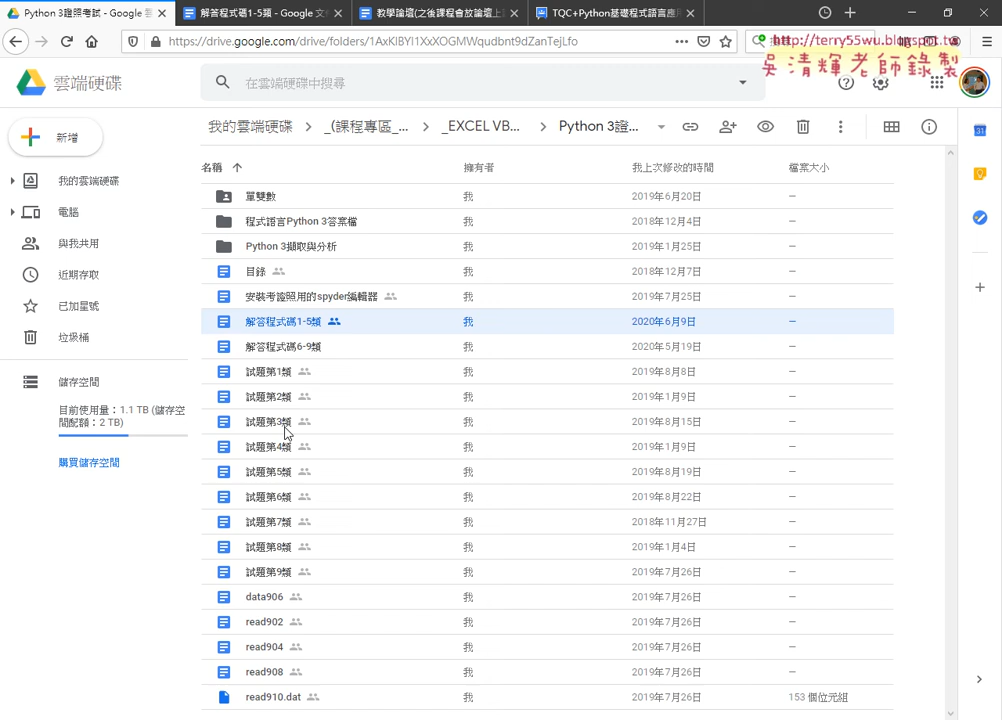 Python 3證照考試 - Google 雲
解答程式碼1-5類 - Google 文件
教學論壇(之後課程會放論壇上
TQC+Python基礎程式語言應用
https://drive.google.com/drive/folders/1AxKlBYl1XxXOGMWqudbnt9dZanTejLfo
http://terry55wu.blogspot.tw
吳清輝老師錄製
雲端硬碟
在雲端硬碟中搜尋
新增
我的雲端硬碟
_(課程專區_...
_EXCEL VB...
Python 3證...
我的雲端硬碟
電腦
與我共用
近期存取
已加星號
垃圾桶
儲存空間
目前使用量：1.1 TB (儲存空
間配額：2 TB)
購買儲存空間
名稱 擁有者 我上次修改的時間 檔案大小
單雙數 我 2019年6月20日 —
程式語言Python 3答案檔 我 2018年12月4日 —
Python 3擷取與分析 我 2019年1月25日 —
目錄 我 2018年12月7日 —
安裝考證照用的spyder編輯器 我 2019年7月25日 —
解答程式碼1-5類 我 2020年6月9日 —
解答程式碼6-9類 我 2020年5月19日 —
試題第1類 我 2019年8月8日 —
試題第2類 我 2019年1月9日 —
試題第3類 我 2019年8月15日 —
試題第4類 我 2019年1月9日 —
試題第5類 我 2019年8月19日 —
試題第6類 我 2019年8月22日 —
試題第7類 我 2018年11月27日 —
試題第8類 我 2019年1月4日 —
試題第9類 我 2019年7月26日 —
data906 我 2019年7月26日 —
read902 我 2019年7月26日 —
read904 我 2019年7月26日 —
read908 我 2019年7月26日 —
read910.dat 我 2019年7月26日 153 個位元組
31